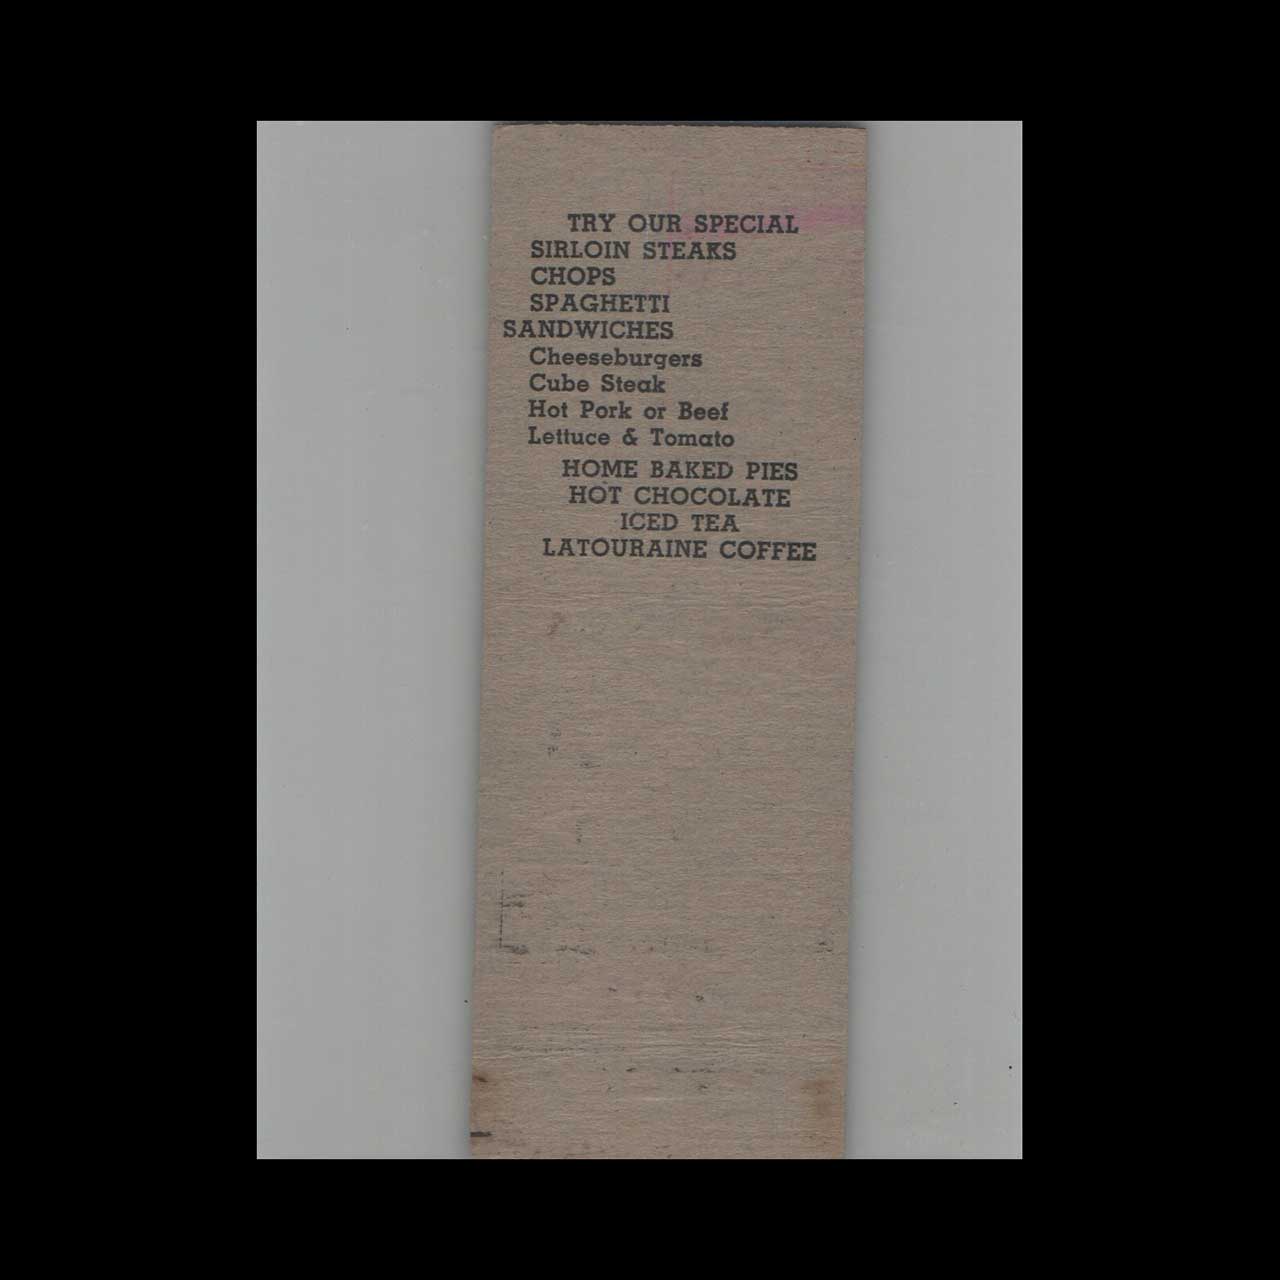 TRY OUR SPECIAL
SIRLOIN STEAKS
CHOPS
SPAGHETTI
SANDWICHES
Cheeseburgers
Cube Steak
Hot Pork or Beef
Lettuce & Tomato
HOME BAKED PIES
HOT CHOCOLATE
ICED TEA
LATOURAINE COFFEE